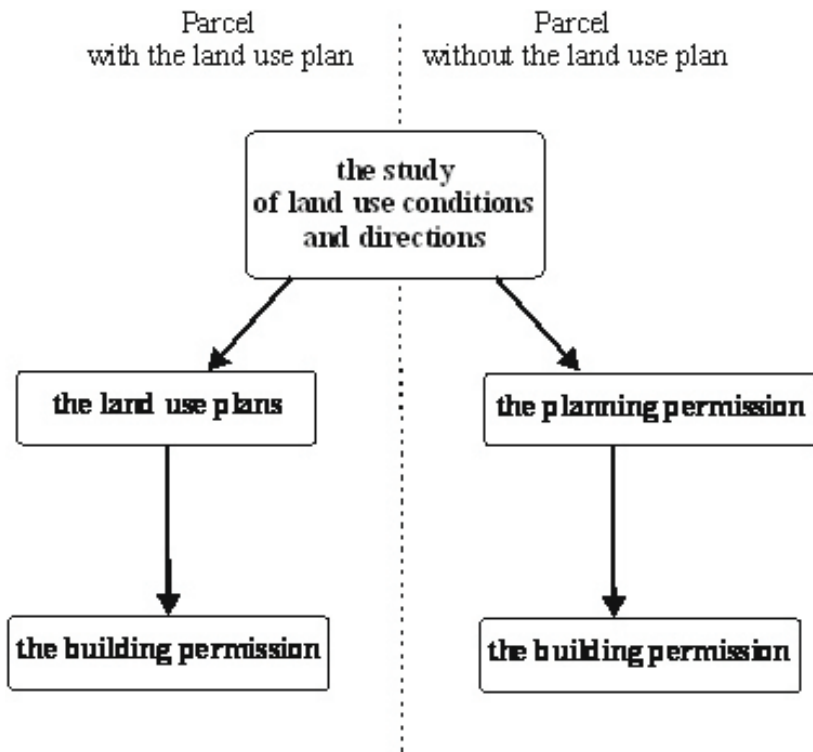 Parcel
with the land use plan
Parcel
without the land use plan
the study
of land use conditions
and directions
the land use plans
the planning permission
the building permission
the building permission